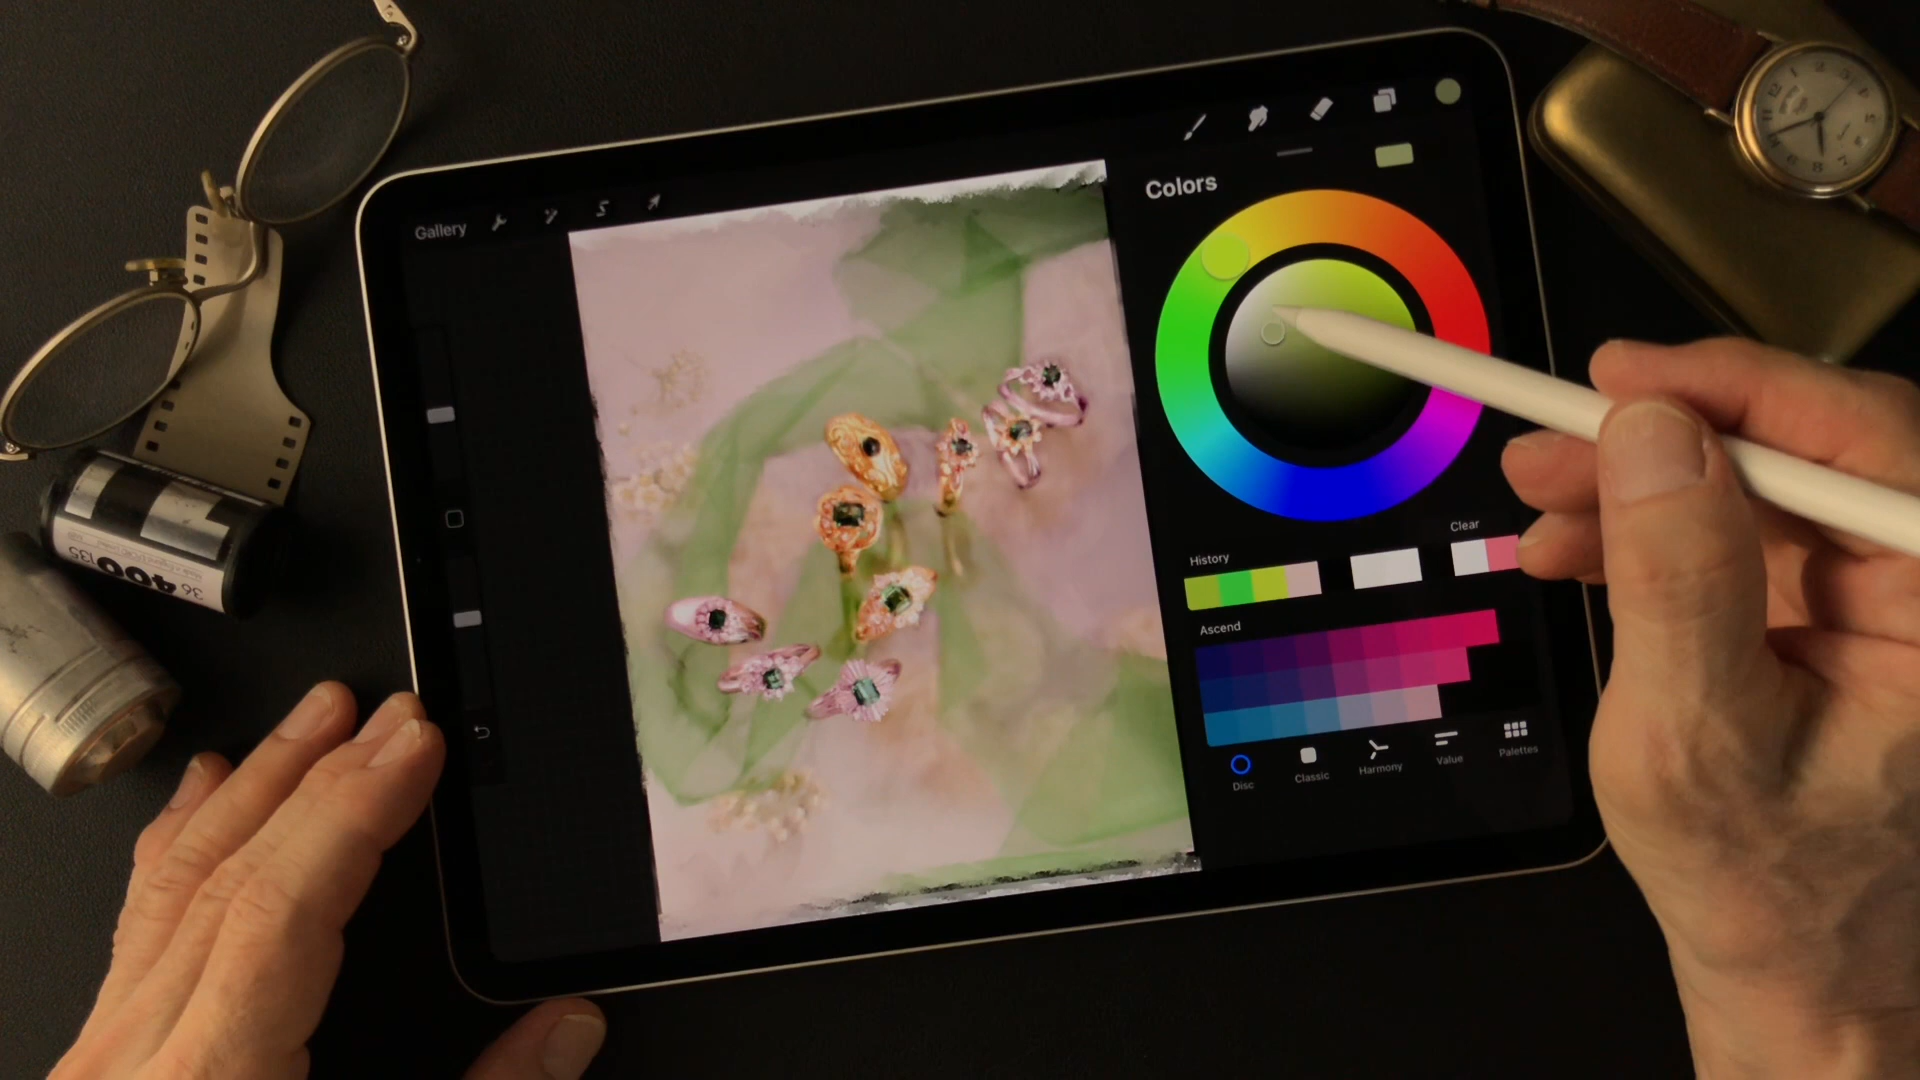 Gallery
Colors
History
Clear
Ascend
Disc
Classic
Harmony
Value
Palettes
400
135
36